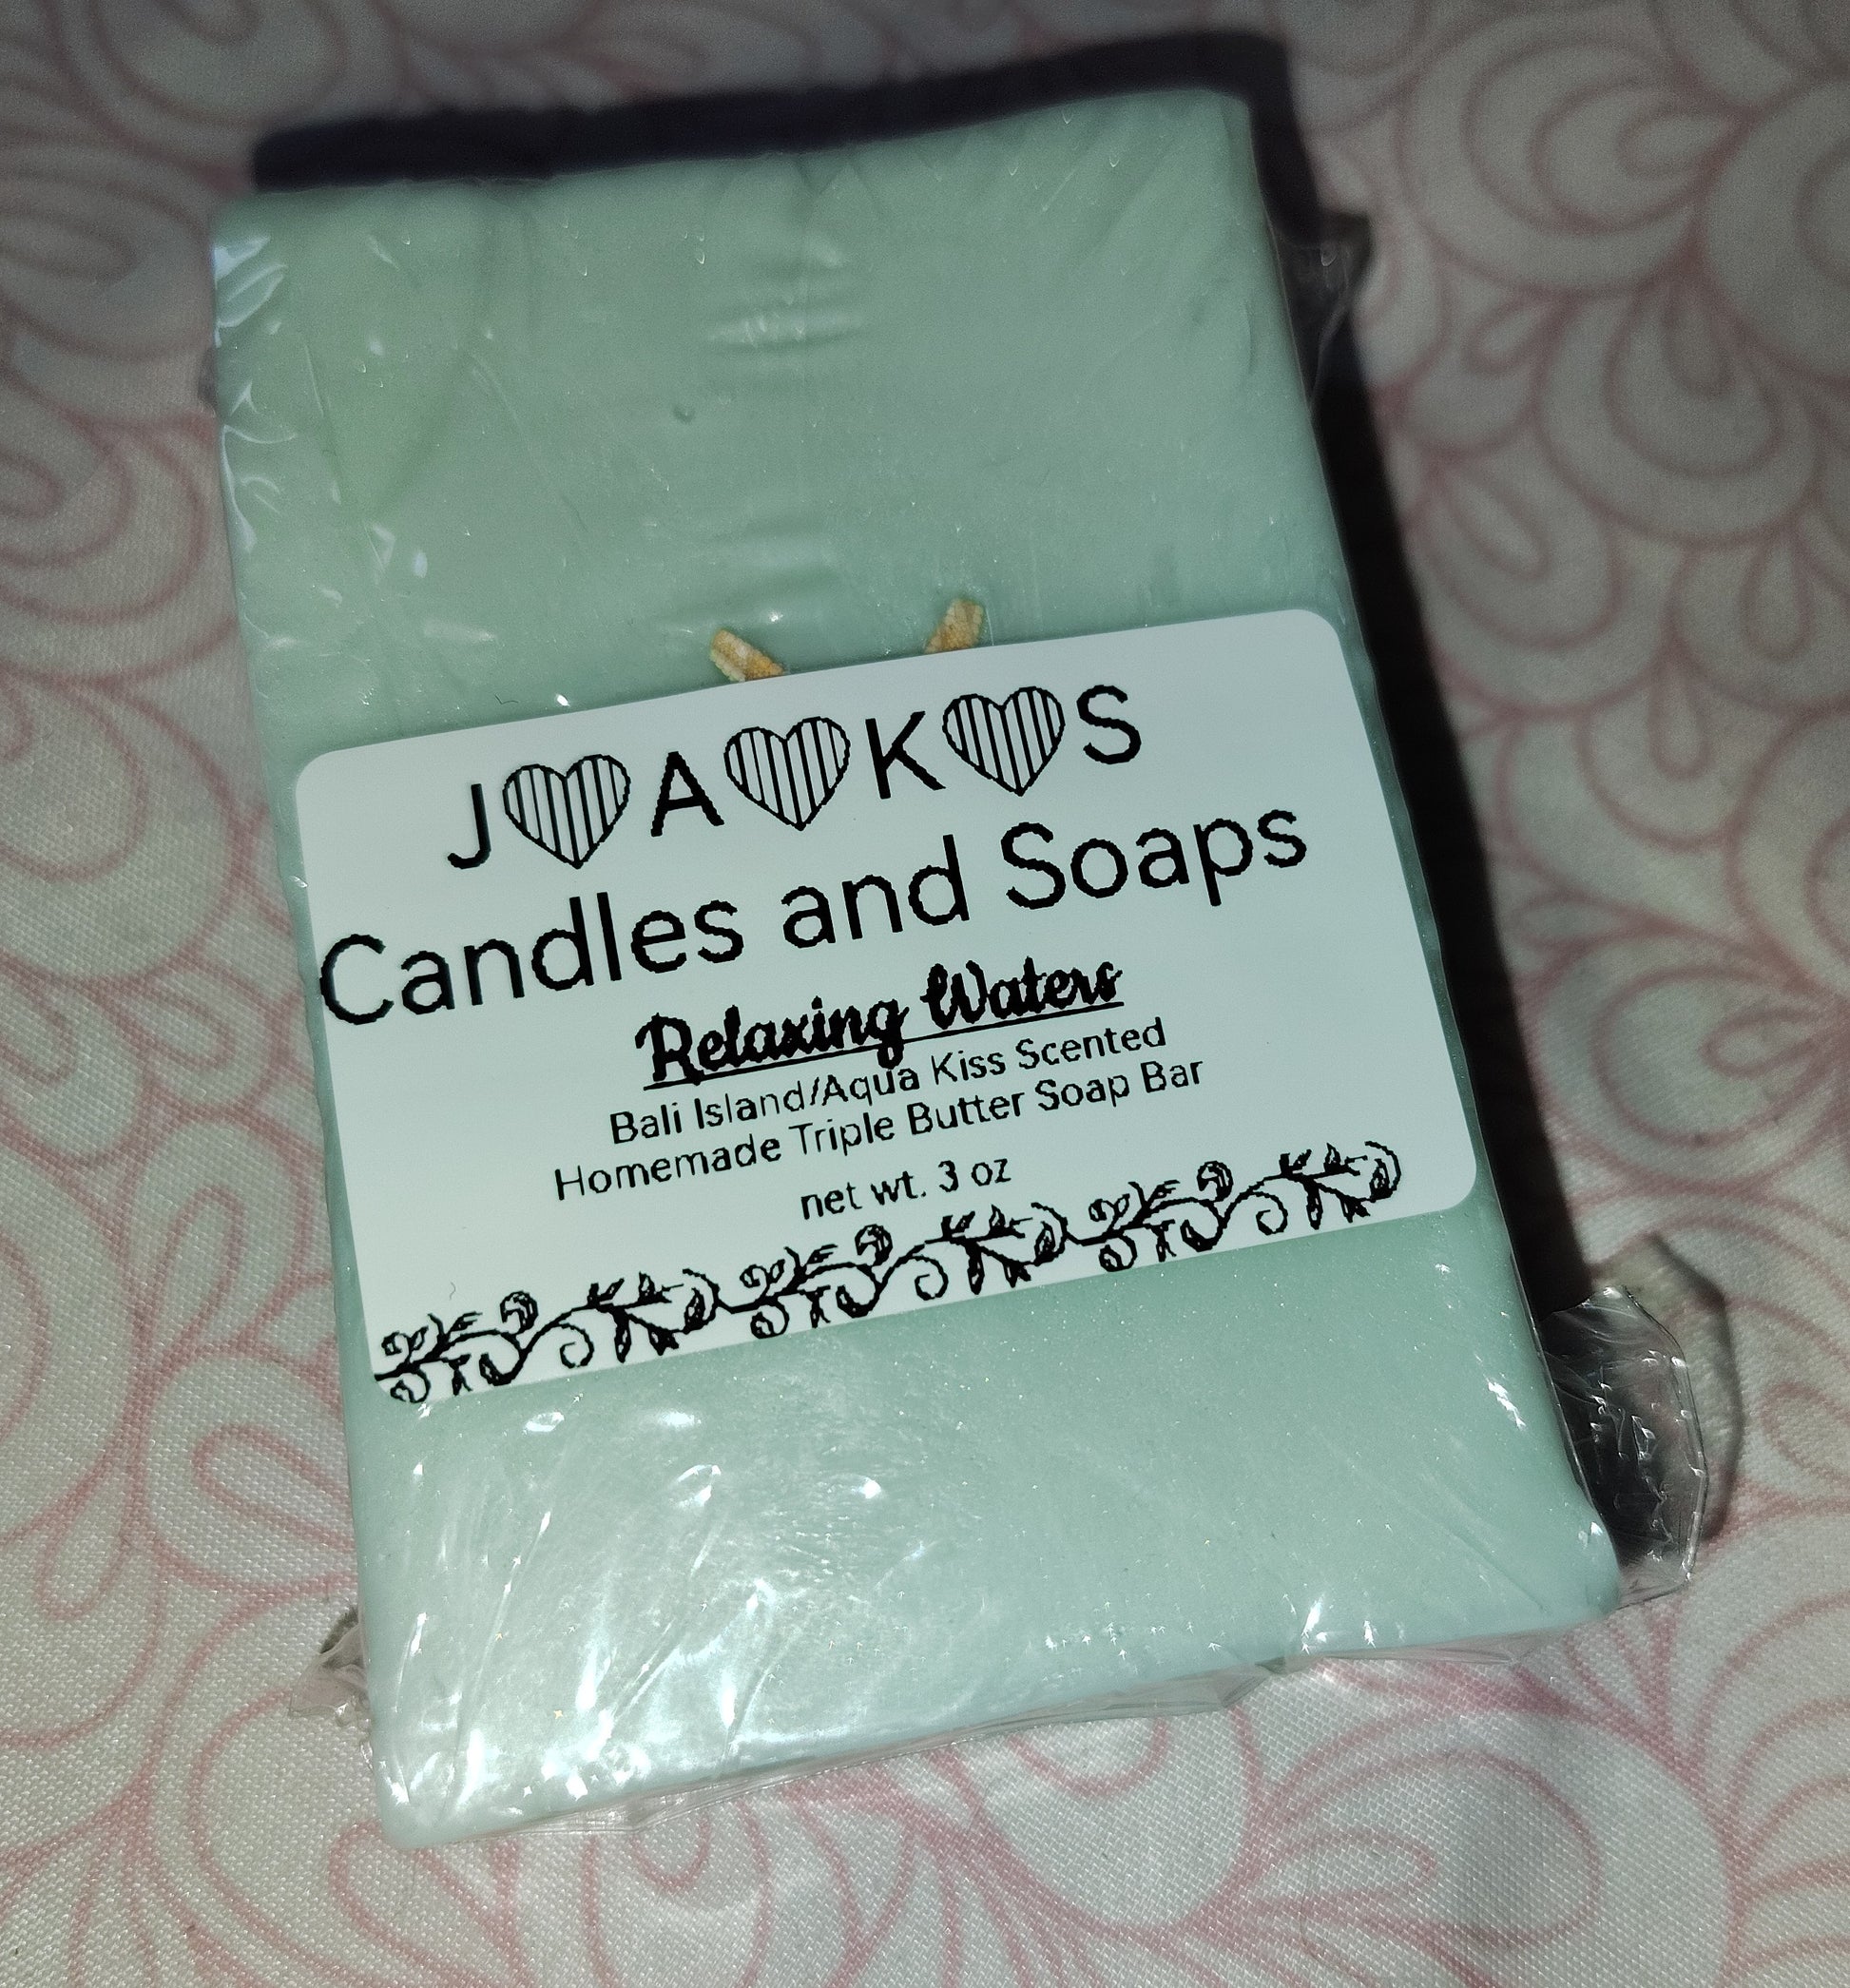 J♥A♥K♥S
Candles and Soaps
Relaxing Waters
Bali Island/Aqua Kiss Scented
Homemade Triple Butter Soap Bar
net wt. 3 oz